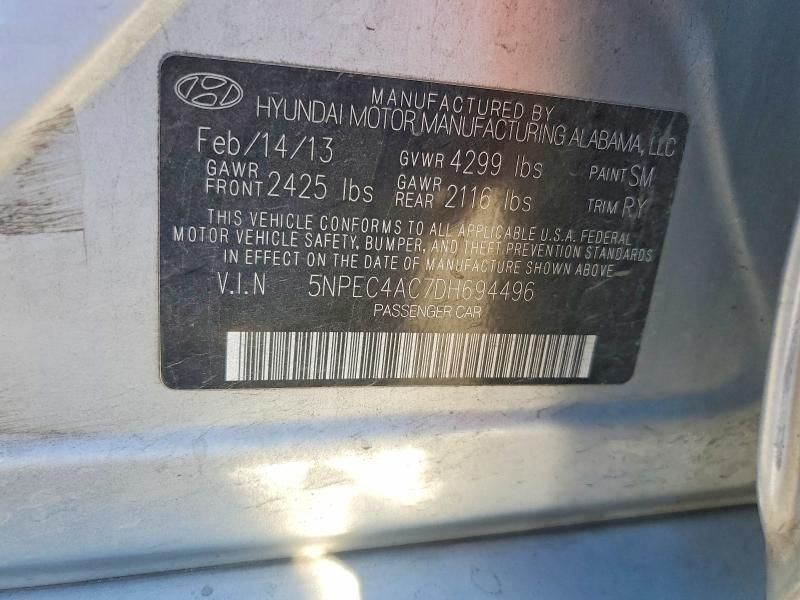 MANUFACTURED BY
HYUNDAI MOTOR MANUFACTURING ALABAMA, LLC
Feb/14/13 GVWR 4299 lbs PAINT SM
GAWR FRONT 2425 lbs GAWR REAR 2116 lbs TRIM RY
THIS VEHICLE CONFORMS TO ALL APPLICABLE U.S.A. FEDERAL
MOTOR VEHICLE SAFETY, BUMPER, AND THEFT PREVENTION STANDARDS
IN EFFECT ON THE DATE OF MANUFACTURE SHOWN ABOVE.
V.I.N 5NPEC4AC7DH694496
PASSENGER CAR